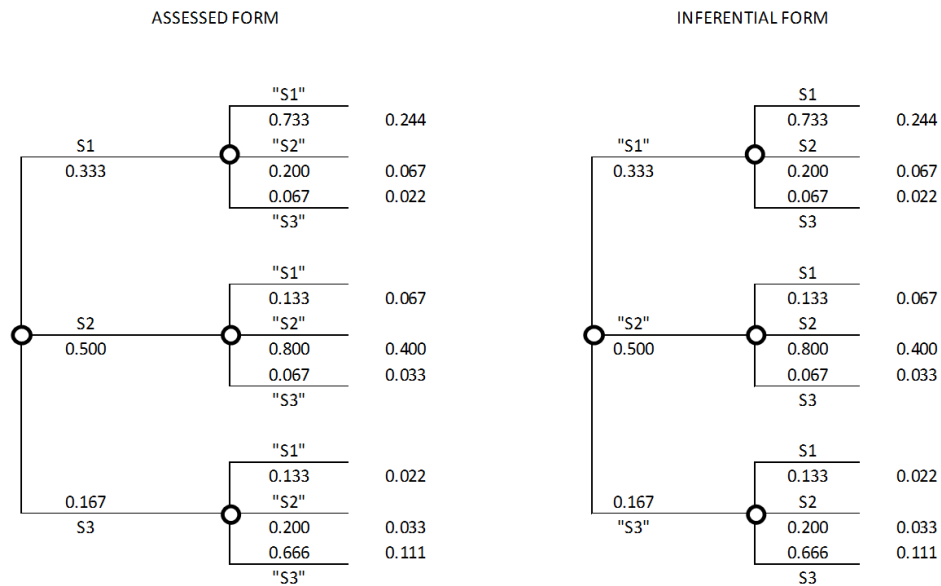 ASSESSED FORM INFERENTIAL FORM
"S1" S1
0.733 0.244 0.733 0.244
S1 "S2" "S1" S2
0.333 0.200 0.067 0.333 0.200 0.067
0.067 0.022 0.067 0.022
"S3" S3
"S1" S1
0.133 0.067 0.133 0.067
S2 "S2" "S2" S2
0.500 0.800 0.400 0.500 0.800 0.400
0.067 0.033 0.067 0.033
"S3" S3
"S1" S1
0.133 0.022 0.133 0.022
0.167 "S2" 0.167 S2
S3 0.200 0.033 "S3" 0.200 0.033
0.666 0.111 0.666 0.111
"S3" S3